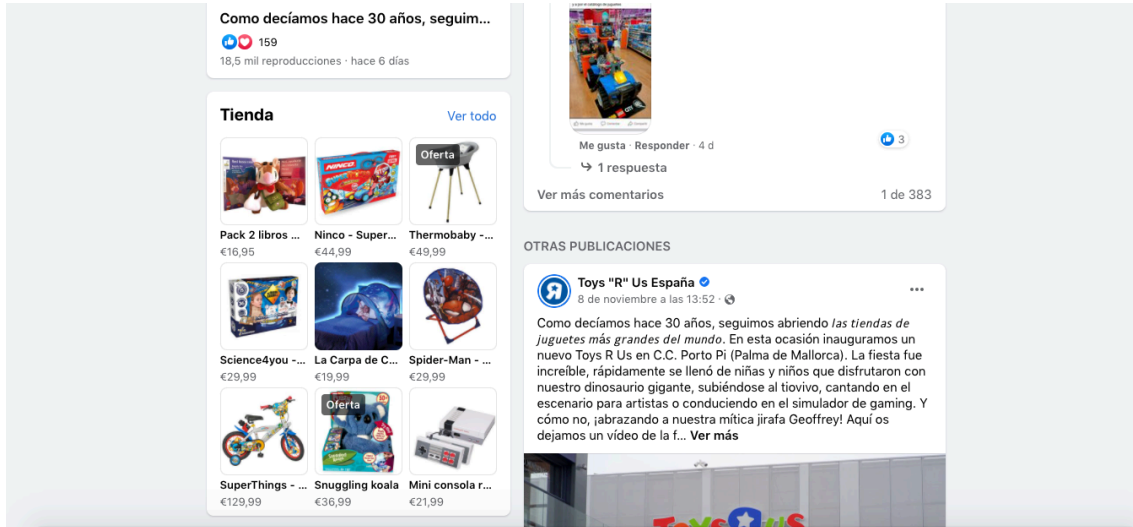 Como decíamos hace 30 años, seguim...
159
18,5 mil reproducciones · hace 6 días
Tienda
Ver todo
Oferta
NINCO
Pack 2 libros ...
Ninco - Super...
Thermobaby -...
€16,95
€44,99
€49,99
Science4you -...
La Carpa de C...
Spider-Man - ...
€29,99
€19,99
€29,99
Oferta
SuperThings - ...
Snuggling koala
Mini consola r...
€129,99
€36,99
€21,99
Me gusta · Responder · 4 d
3
1 respuesta
Ver más comentarios
1 de 383
OTRAS PUBLICACIONES
Toys "R" Us España
8 de noviembre a las 13:52 ·
Como decíamos hace 30 años, seguimos abriendo las tiendas de
juguetes más grandes del mundo. En esta ocasión inauguramos un
nuevo Toys R Us en C.C. Porto Pi (Palma de Mallorca). La fiesta fue
increíble, rápidamente se llenó de niñas y niños que disfrutaron con
nuestro dinosaurio gigante, subiéndose al tiovivo, cantando en el
escenario para artistas o conduciendo en el simulador de gaming. Y
cómo no, ¡abrazando a nuestra mítica jirafa Geoffrey! Aquí os
dejamos un vídeo de la f... Ver más
TOYS R US